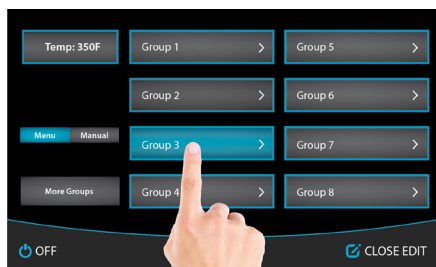 Temp: 350F
Group 1
Group 5
Group 2
Group 6
Menu
Manual
Group 3
Group 7
More Groups
Group 4
Group 8
OFF
CLOSE EDIT